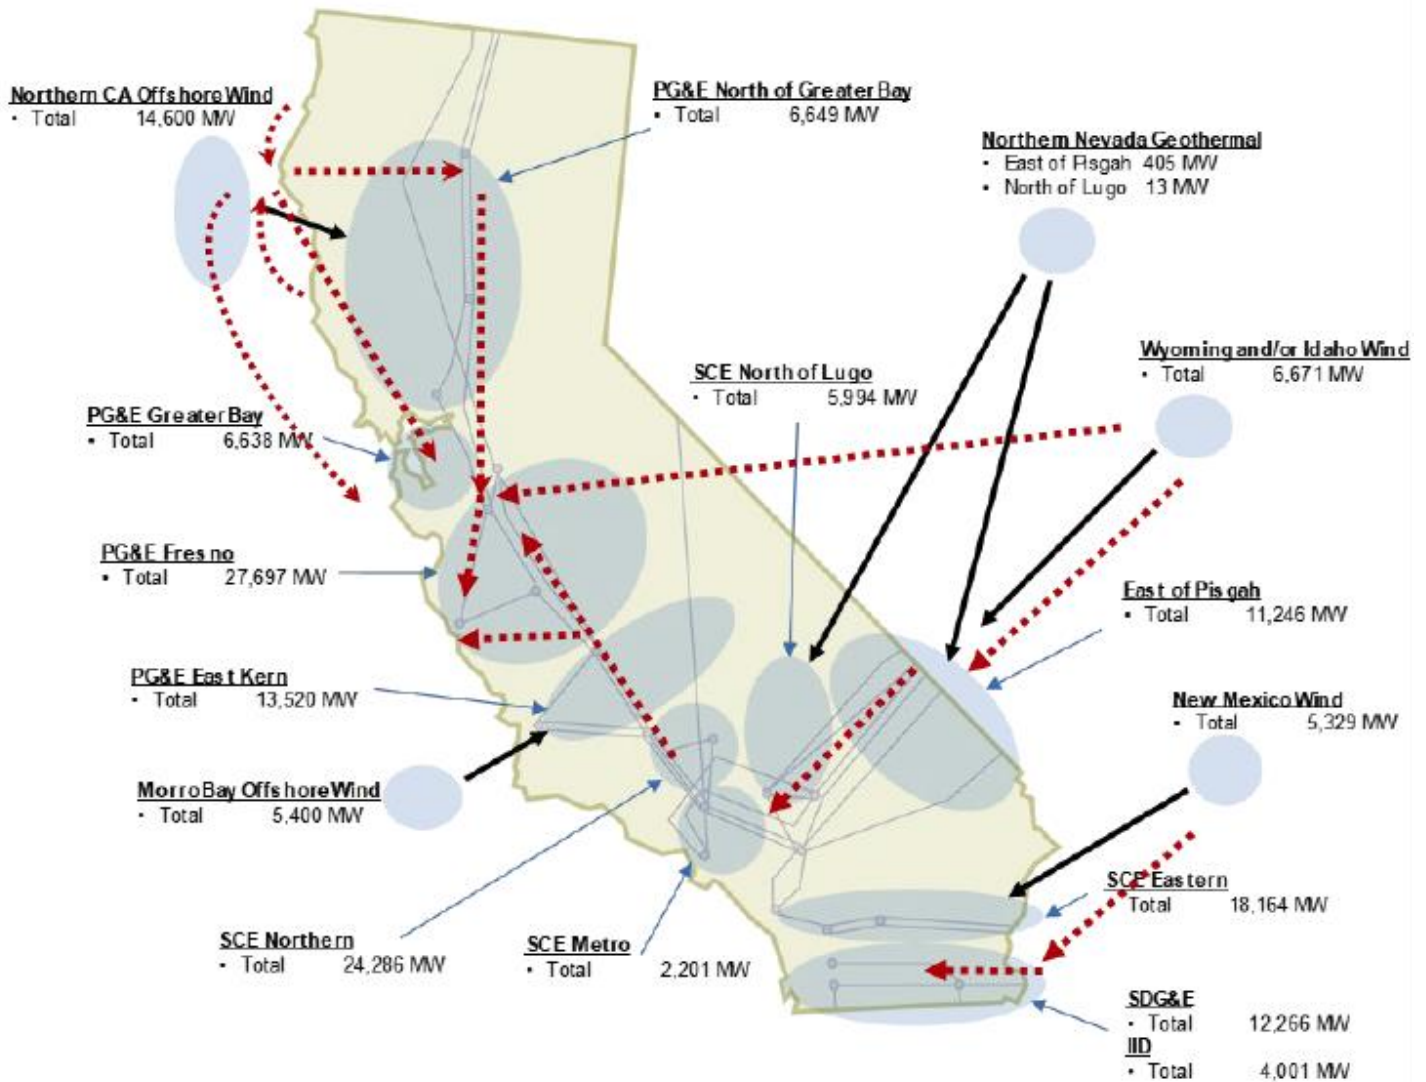 Northern CA Offshore Wind
• Total 14,600 MW
PG&E North of Greater Bay
• Total 6,649 MW
Northern Nevada Geothermal
• East of Pisgah 405 MW
• North of Lugo 13 MW
Wyoming and/or Idaho Wind
• Total 6,671 MW
SCE North of Lugo
• Total 5,994 MW
PG&E Greater Bay
• Total 6,638 MW
PG&E Fresno
• Total 27,697 MW
East of Pisgah
• Total 11,246 MW
PG&E East Kern
• Total 13,520 MW
New Mexico Wind
• Total 5,329 MW
Morro Bay Offshore Wind
• Total 5,400 MW
SCE Eastern
Total 18,164 MW
SCE Northern
• Total 24,286 MW
SCE Metro
• Total 2,201 MW
SDG&E
• Total 12,266 MW
IID
• Total 4,001 MW